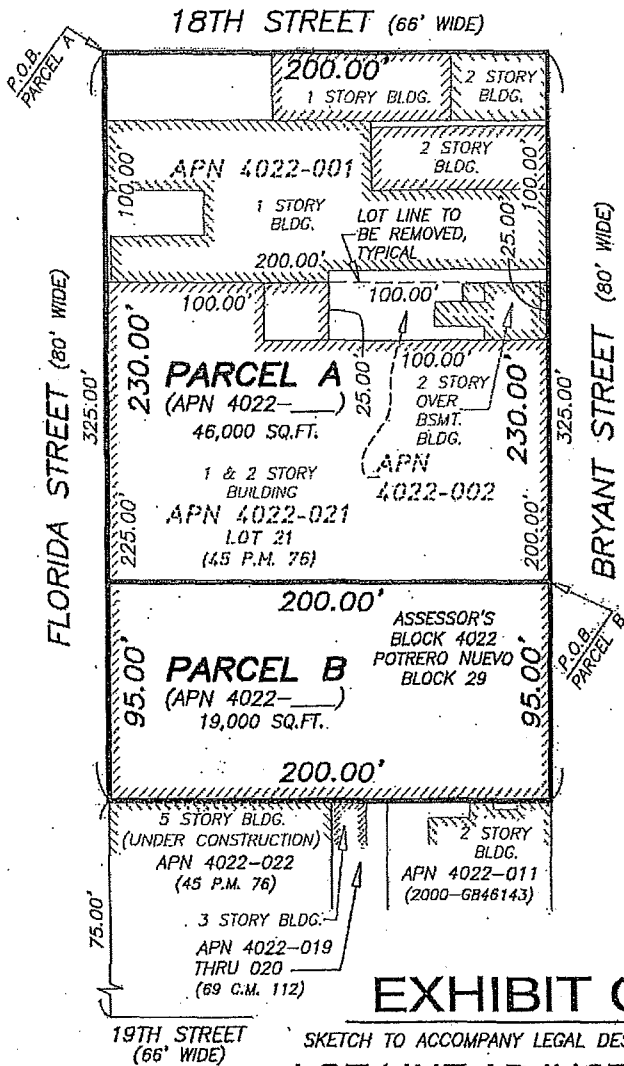 18TH STREET (66' WIDE)
P.O.B.
PARCEL A
200.00'
1 STORY BLDG.
2 STORY
BLDG.
2 STORY
BLDG.
100.00'
100.00'
APN 4022-001
1 STORY
BLDG.
LOT LINE TO
BE REMOVED,
TYPICAL
25.00'
200.00'
100.00'
100.00'
FLORIDA STREET (80' WIDE)
325.00'
230.00'
PARCEL A
(APN 4022-____)
46,000 SQ.FT.
25.00
100.00'
2 STORY
OVER
BSMT.
BLDG.
230.00'
325.00'
BRYANT STREET (80' WIDE)
APN
4022-002
1 & 2 STORY
BUILDING
APN 4022-021
LOT 21
(45 P.M. 76)
225.00'
200.00'
200.00'
ASSESSOR'S
BLOCK 4022
POTRERO NUEVO
BLOCK 29
P.O.B.
PARCEL B
95.00'
PARCEL B
(APN 4022-____)
19,000 SQ.FT.
95.00'
200.00'
5 STORY BLDG.
(UNDER CONSTRUCTION)
APN 4022-022
(45 P.M. 76)
2 STORY
BLDG.
APN 4022-011
(2000-GB46143)
75.00'
3 STORY BLDG.
APN 4022-019
THRU 020
(69 C.M. 112)
19TH STREET
(66' WIDE)
EXHIBIT
SKETCH TO ACCOMPANY LEGAL DES